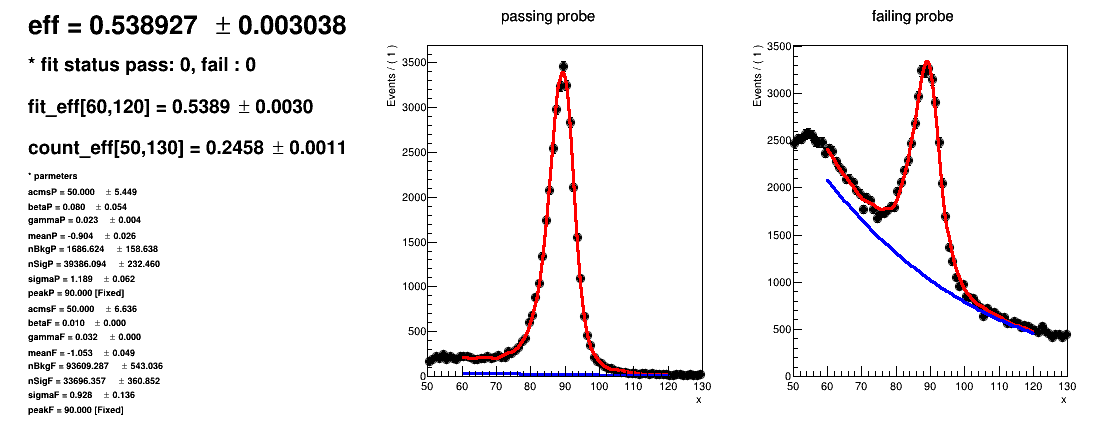 eff = 0.538927 ± 0.003038
* fit status pass: 0, fail : 0
fit_eff[60,120] = 0.5389 ± 0.0030
count_eff[50,130] = 0.2458 ± 0.0011
* parmeters
acmsP = 50.000 ± 5.449
betaP = 0.080 ± 0.054
gammaP = 0.023 ± 0.004
meanP = -0.904 ± 0.026
nBkgP = 1686.624 ± 158.638
nSigP = 39386.094 ± 232.460
sigmaP = 1.189 ± 0.062
peakP = 90.000 [Fixed]
acmsF = 50.000 ± 6.636
betaF = 0.010 ± 0.000
gammaF = 0.032 ± 0.000
meanF = -1.053 ± 0.049
nBkgF = 93609.287 ± 543.036
nSigF = 33696.357 ± 360.852
sigmaF = 0.928 ± 0.136
peakF = 90.000 [Fixed]
passing probe
Events / ( 1 )
3500
3000
2500
2000
1500
1000
500
0
50 60 70 80 90 100 110 120 130
x
failing probe
Events / ( 1 )
3500
3000
2500
2000
1500
1000
500
0
50 60 70 80 90 100 110 120 130
x